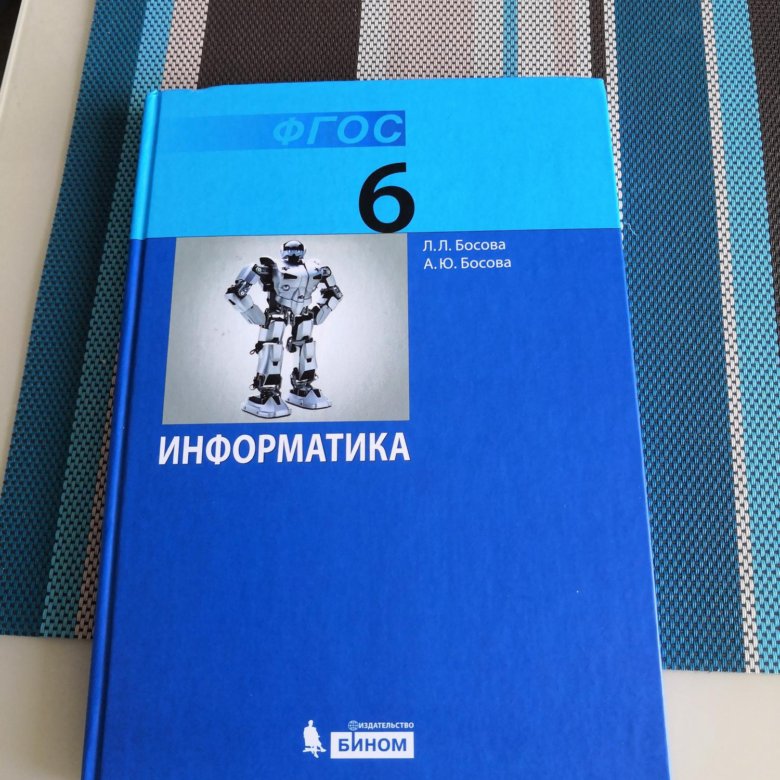 ФГОС
6
Л.Л. Босова
А.Ю. Босова
ИНФОРМАТИКА
ИЗДАТЕЛЬСТВО
БИНОМ